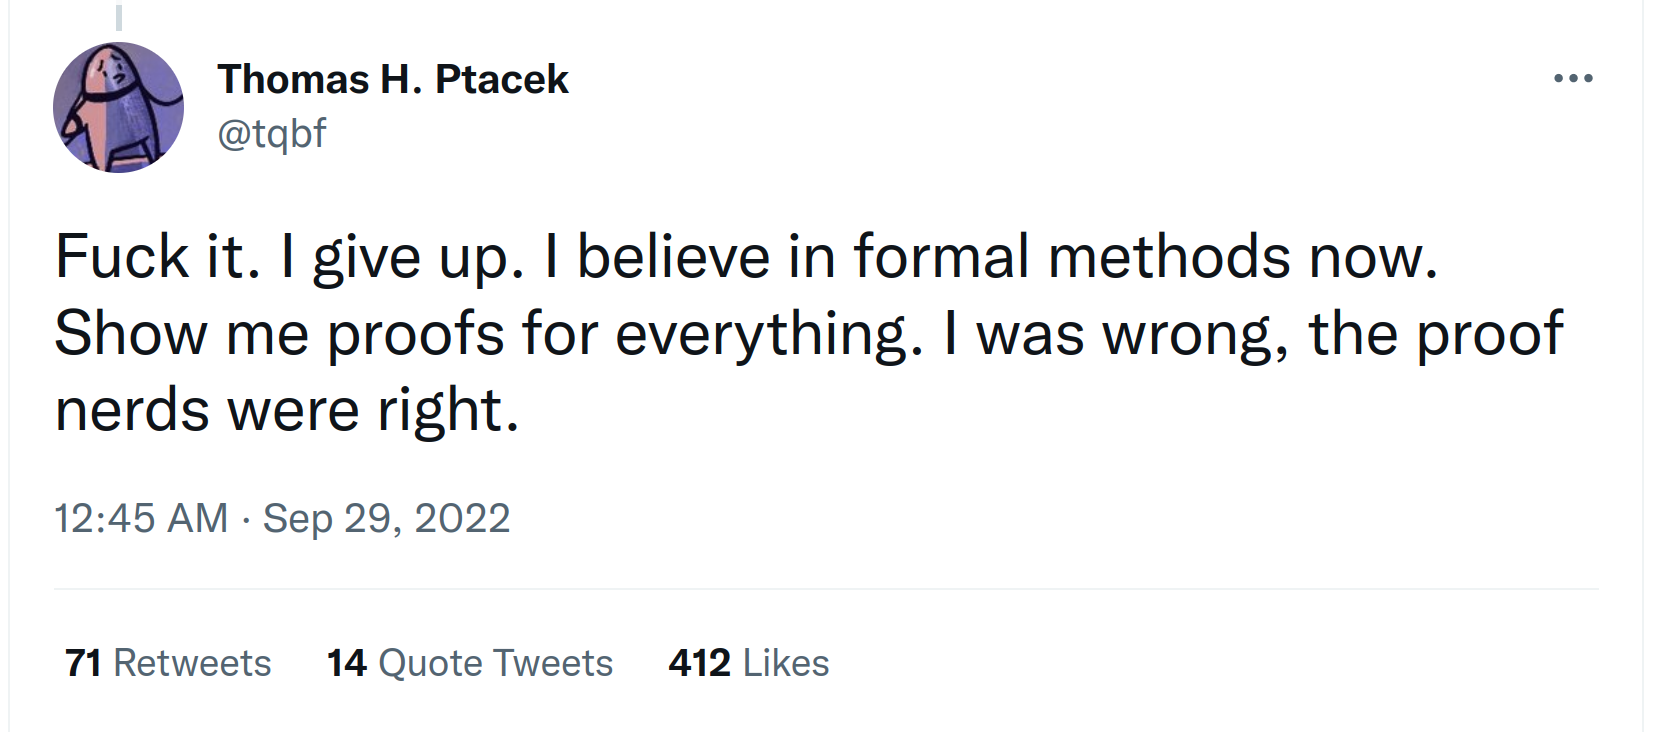 Thomas H. Ptacek
@tqbf
Fuck it. I give up. I believe in formal methods now.
Show me proofs for everything. I was wrong, the proof
nerds were right.
12:45 AM · Sep 29, 2022
71 Retweets 14 Quote Tweets 412 Likes